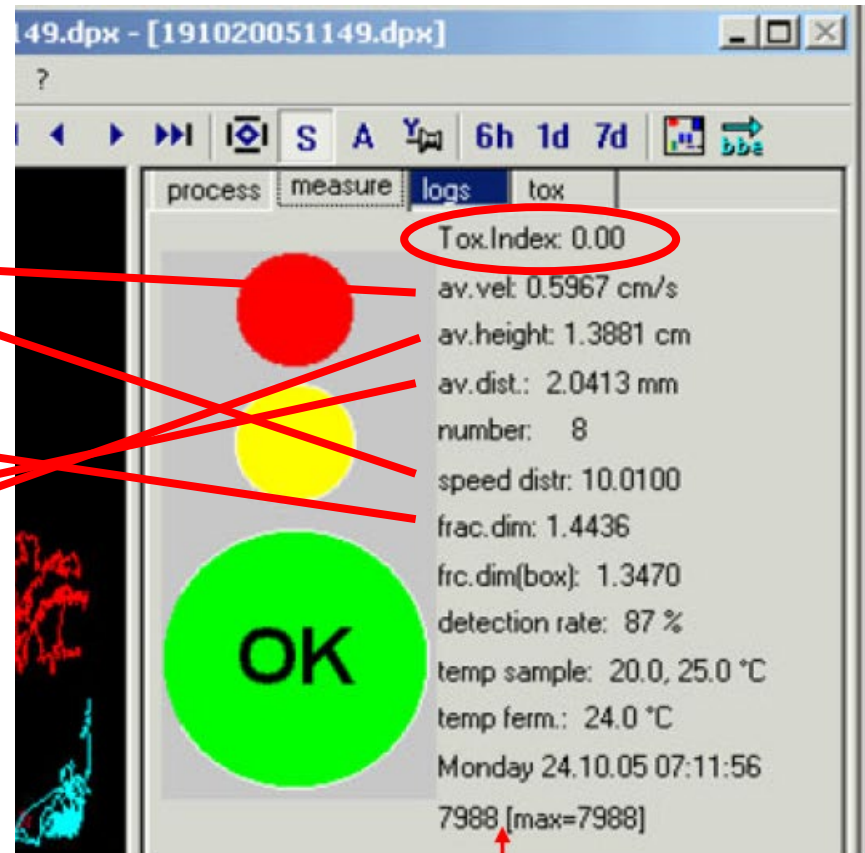 149.dpx - [191020051149.dpx]
?
S A Y 6h 1d 7d bbe
process measure logs tox
Tox.Index: 0.00
av.vel: 0.5967 cm/s
av.height: 1.3881 cm
av.dist.: 2.0413 mm
number: 8
speed distr: 10.0100
frac.dim: 1.4436
frc.dim(box): 1.3470
detection rate: 87 %
OK
temp sample: 20.0, 25.0 °C
temp ferm.: 24.0 °C
Monday 24.10.05 07:11:56
7988 [max=7988]